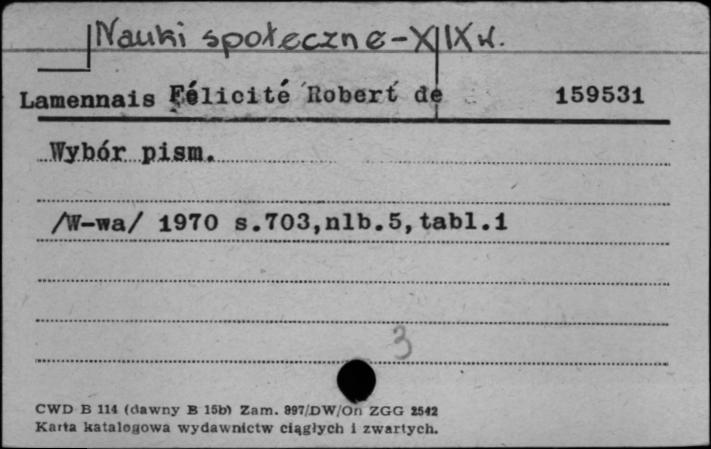 Nauki społeczne-XIX w.
Lamennais Félicité Robert de 159531
Wybór pism.
/W-wa/ 1970 s.703,nlb.5,tabl.1
3
CWD B 114 (dawny B 15b) Zam. 897/DW/On ZGG 2542
Karta katalogowa wydawnictw ciągłych i zwartych.